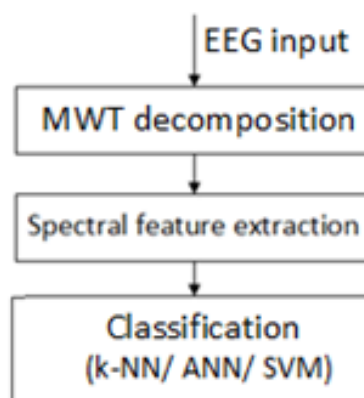 EEG input
MWT decomposition
Spectral feature extraction
Classification
(k-NN/ ANN/ SVM)